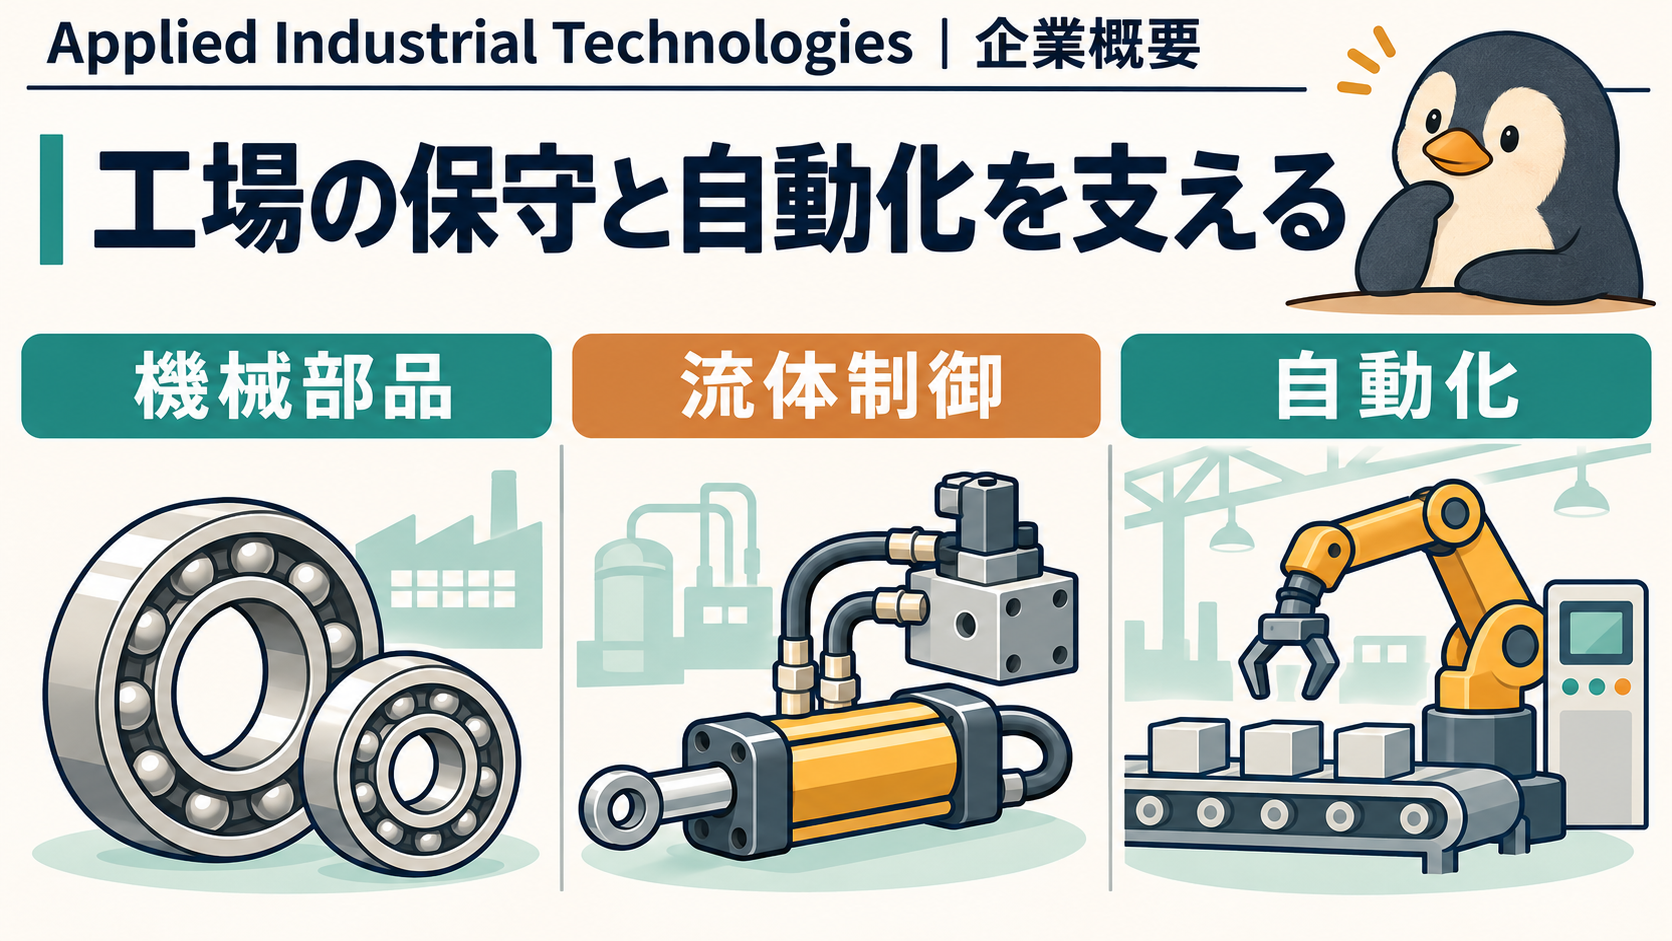 Applied Industrial Technologies｜企業概要
工場の保守と自動化を支える
機械部品
流体制御
自動化